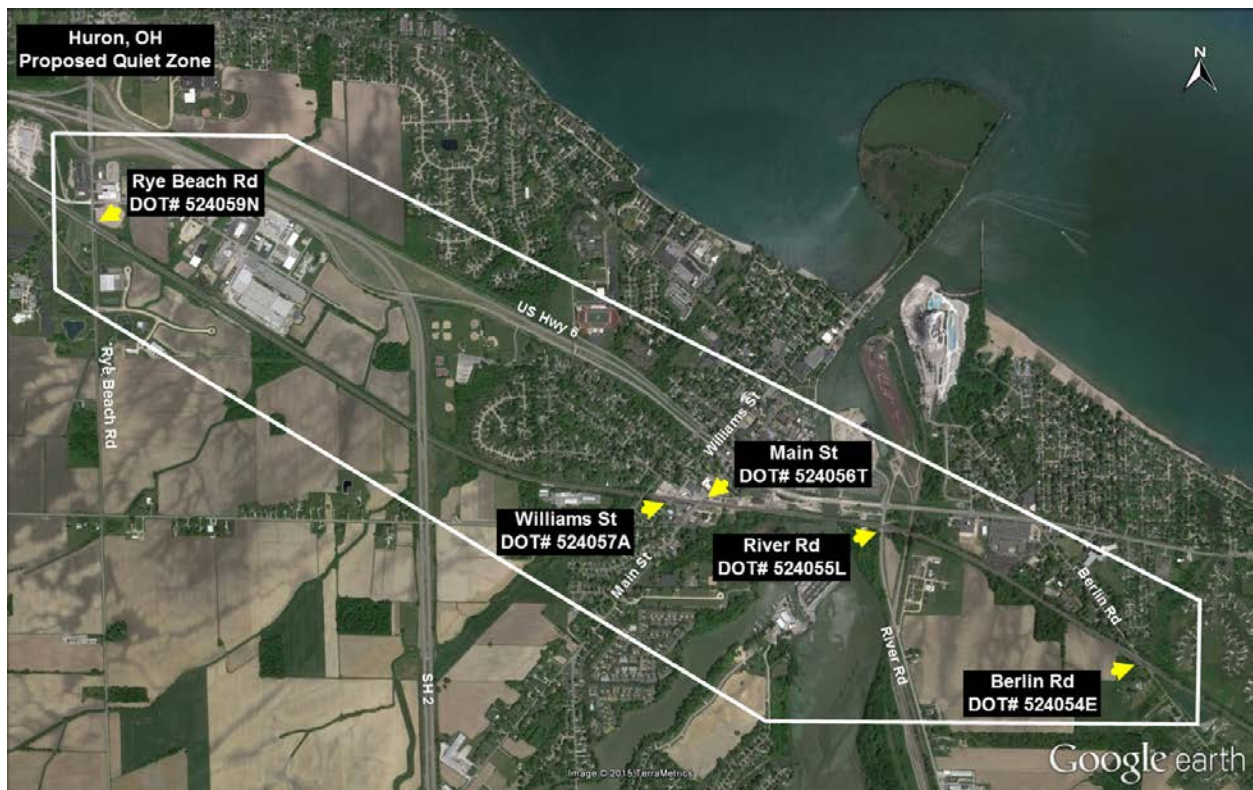 Huron, OH
Proposed Quiet Zone
N
Rye Beach Rd
DOT# 524059N
US Hwy 6
Rye Beach Rd
Williams St
Main St
DOT# 524056T
Williams St
DOT# 524057A
River Rd
DOT# 524055L
Main St
Berlin Rd
River Rd
SH 2
Berlin Rd
DOT# 524054E
Google earth
Image © 2015 TerraMetrics